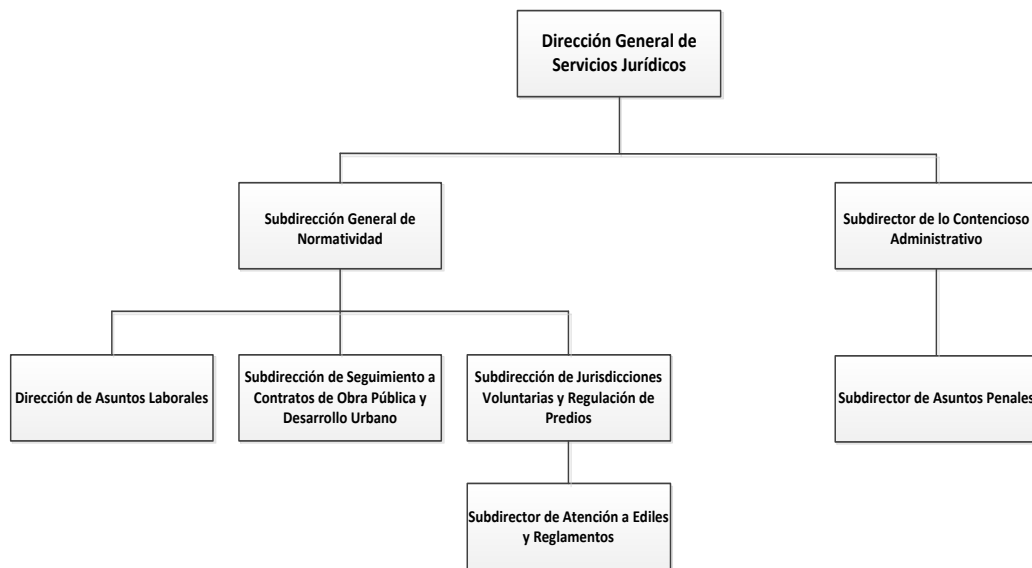 Dirección General de
Servicios Jurídicos
Subdirección General de
Normatividad
Subdirector de lo Contencioso
Administrativo
Dirección de Asuntos Laborales
Subdirección de Seguimiento a
Contratos de Obra Pública y
Desarrollo Urbano
Subdirección de Jurisdicciones
Voluntarias y Regulación de
Predios
Subdirector de Asuntos Penales
Subdirector de Atención a Ediles
y Reglamentos